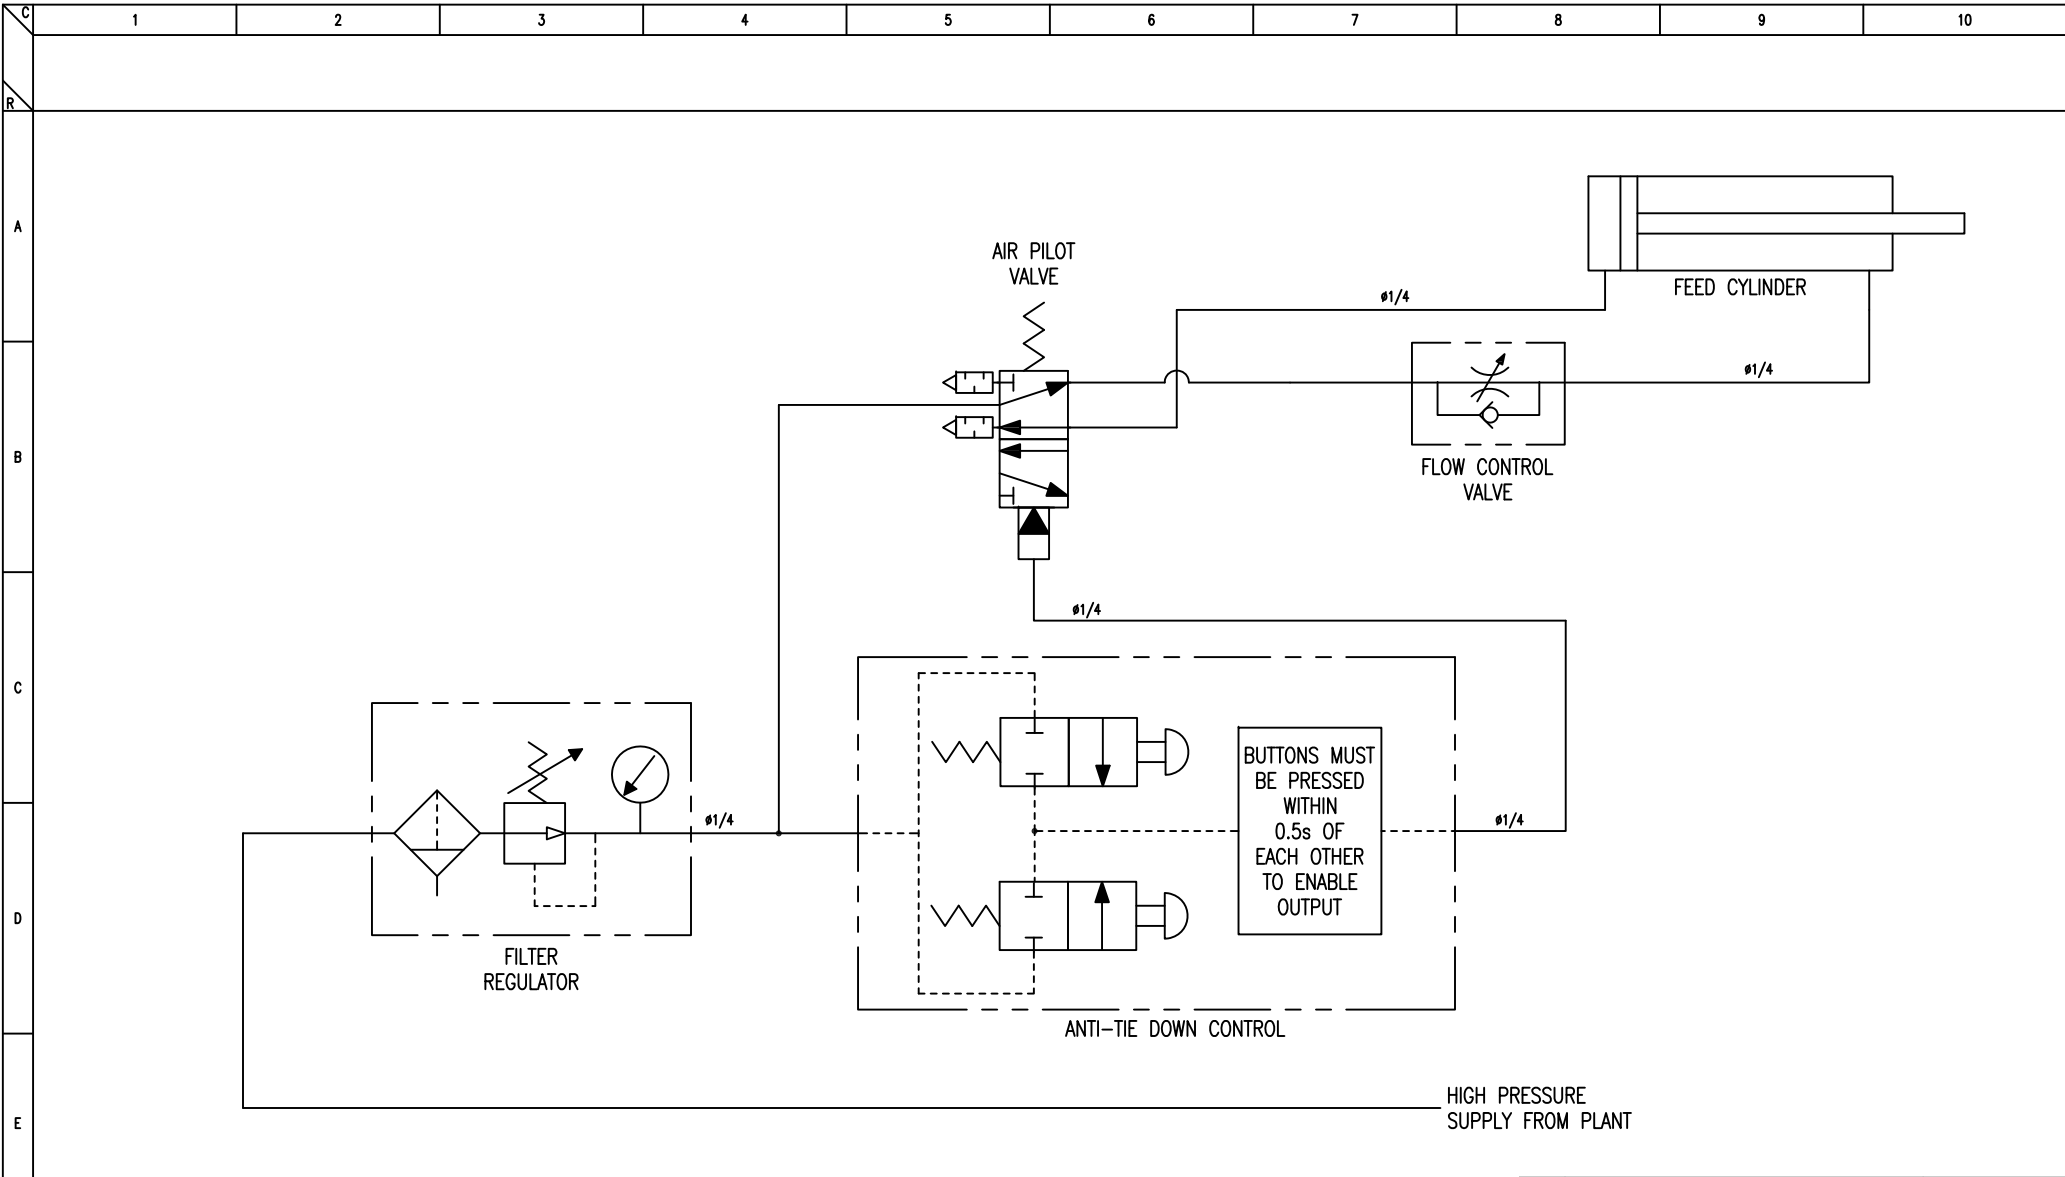 C
1 2 3 4 5 6 7 8 9 10
R
A
AIR PILOT
VALVE
FEED CYLINDER
ø1/4
ø1/4
B
FLOW CONTROL
VALVE
ø1/4
C
BUTTONS MUST
BE PRESSED
WITHIN
0.5s OF
EACH OTHER
TO ENABLE
OUTPUT
ø1/4
ø1/4
D
FILTER
REGULATOR
ANTI-TIE DOWN CONTROL
HIGH PRESSURE
SUPPLY FROM PLANT
E